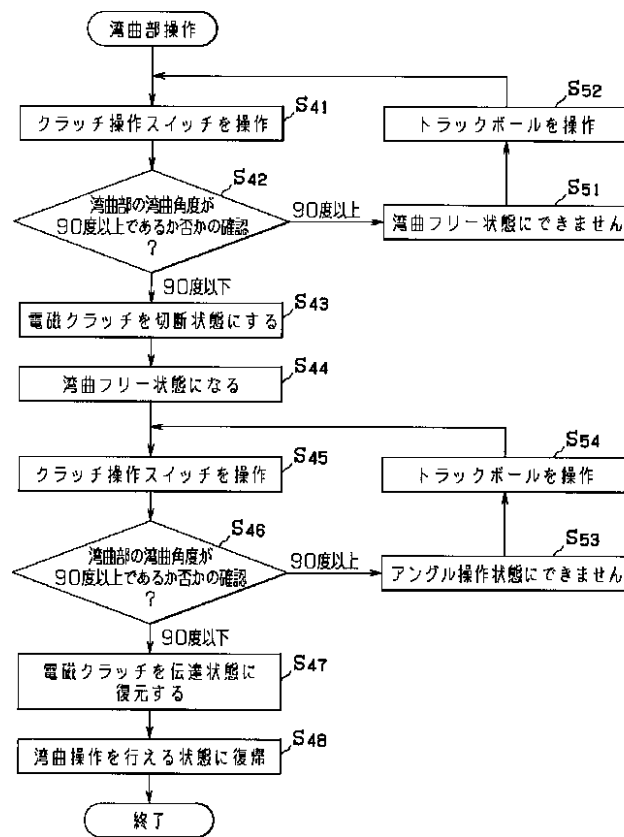 湾曲部操作
S41
クラッチ操作スイッチを操作
S52
トラックボールを操作
S42
湾曲部の湾曲角度が
90度以上であるか否かの確認
?
90度以上
S51
湾曲フリー状態にできません
90度以下
S43
電磁クラッチを切断状態にする
S44
湾曲フリー状態になる
S45
クラッチ操作スイッチを操作
S54
トラックボールを操作
S46
湾曲部の湾曲角度が
90度以上であるか否かの確認
?
90度以上
S53
アングル操作状態にできません
90度以下
S47
電磁クラッチを伝達状態に
復元する
S48
湾曲操作を行える状態に復帰
終了